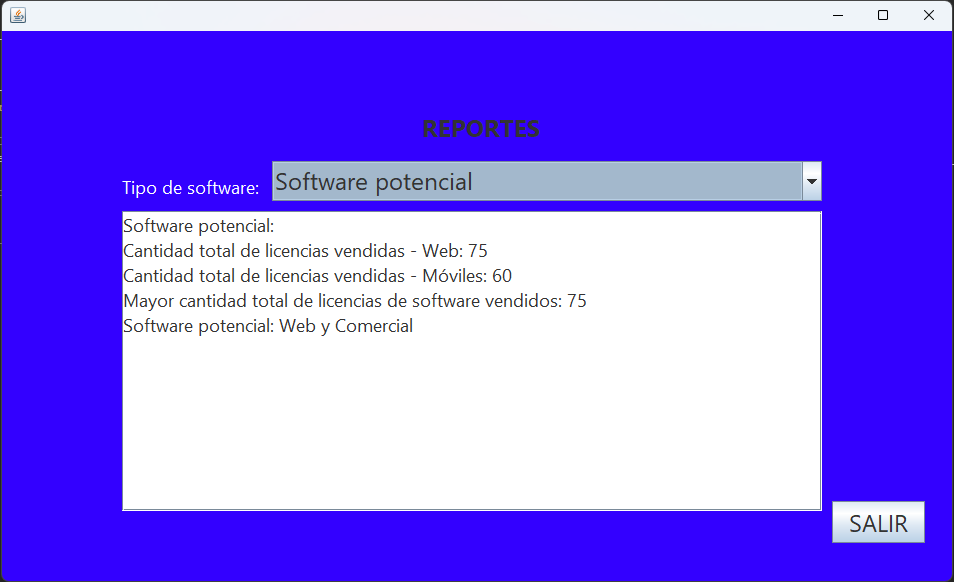 REPORTES
Tipo de software:
Software potencial
Software potencial:
Cantidad total de licencias vendidas - Web: 75
Cantidad total de licencias vendidas - Móviles: 60
Mayor cantidad total de licencias de software vendidos: 75
Software potencial: Web y Comercial
SALIR